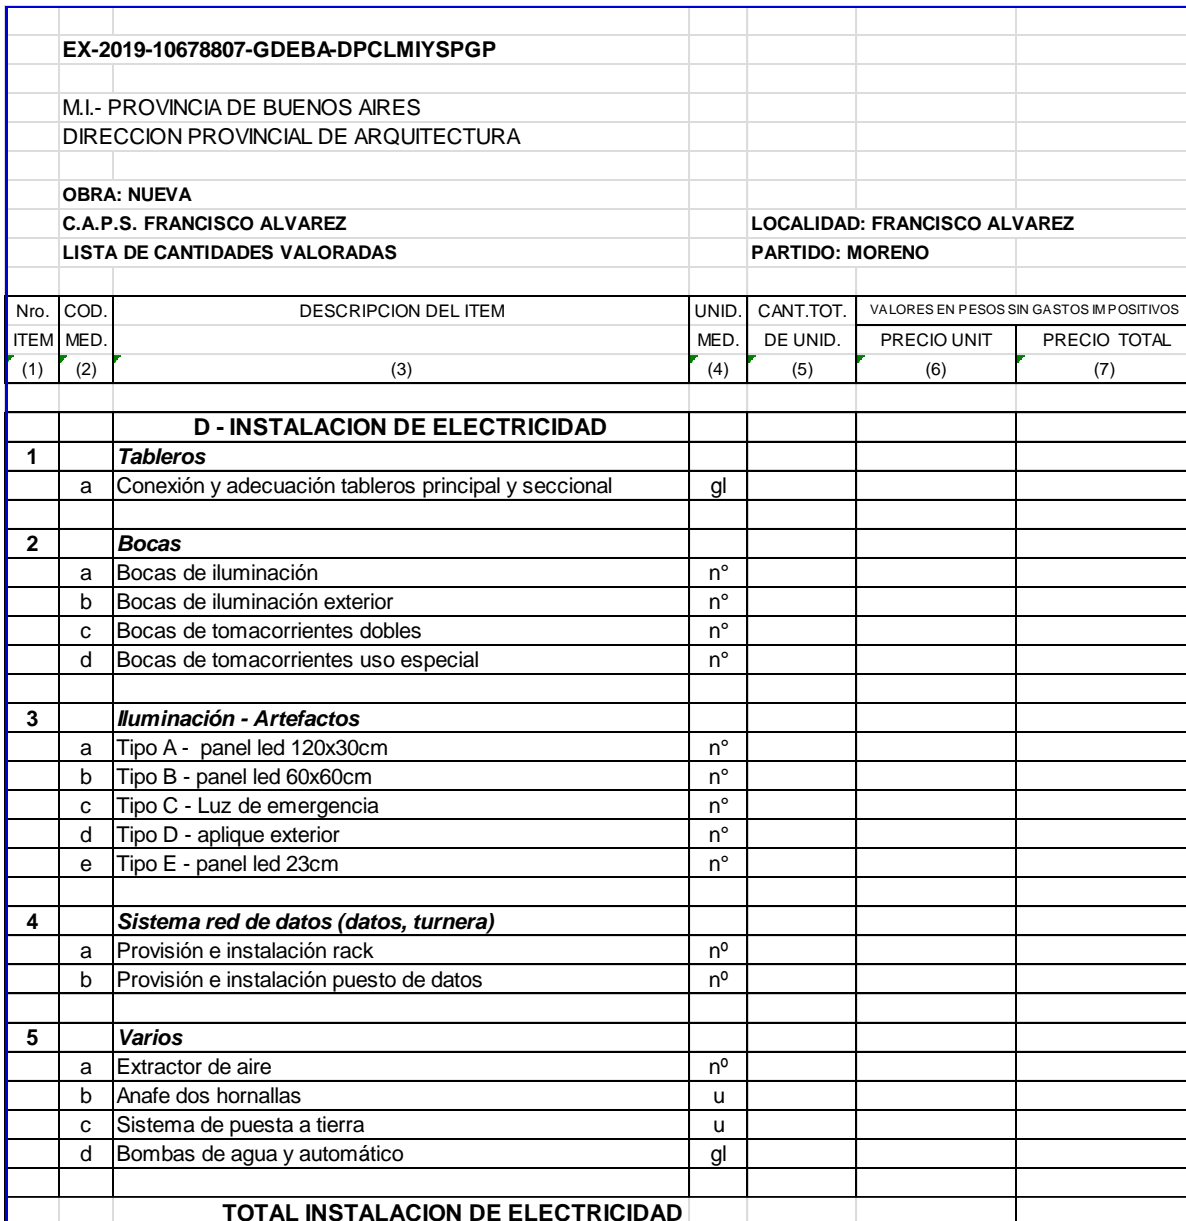 EX-2019-10678807-GDEBA-DPCLMIYSPGP
M.I.- PROVINCIA DE BUENOS AIRES
DIRECCION PROVINCIAL DE ARQUITECTURA
OBRA: NUEVA
C.A.P.S. FRANCISCO ALVAREZ LOCALIDAD: FRANCISCO ALVAREZ
LISTA DE CANTIDADES VALORADAS PARTIDO: MORENO
Nro. COD. DESCRIPCION DEL ITEM UNID. CANT.TOT. VALORES EN PESOS SIN GASTOS IMPOSITIVOS
ITEM MED. MED. DE UNID. PRECIO UNIT PRECIO TOTAL
(1) (2) (3) (4) (5) (6) (7)
D - INSTALACION DE ELECTRICIDAD
1 Tableros
a Conexión y adecuación tableros principal y seccional gl
2 Bocas
a Bocas de iluminación n°
b Bocas de iluminación exterior n°
c Bocas de tomacorrientes dobles n°
d Bocas de tomacorrientes uso especial n°
3 Iluminación - Artefactos
a Tipo A - panel led 120x30cm n°
b Tipo B - panel led 60x60cm n°
c Tipo C - Luz de emergencia n°
d Tipo D - aplique exterior n°
e Tipo E - panel led 23cm n°
4 Sistema red de datos (datos, turnera)
a Provisión e instalación rack nº
b Provisión e instalación puesto de datos nº
5 Varios
a Extractor de aire nº
b Anafe dos hornallas u
c Sistema de puesta a tierra u
d Bombas de agua y automático gl
TOTAL INSTALACION DE ELECTRICIDAD